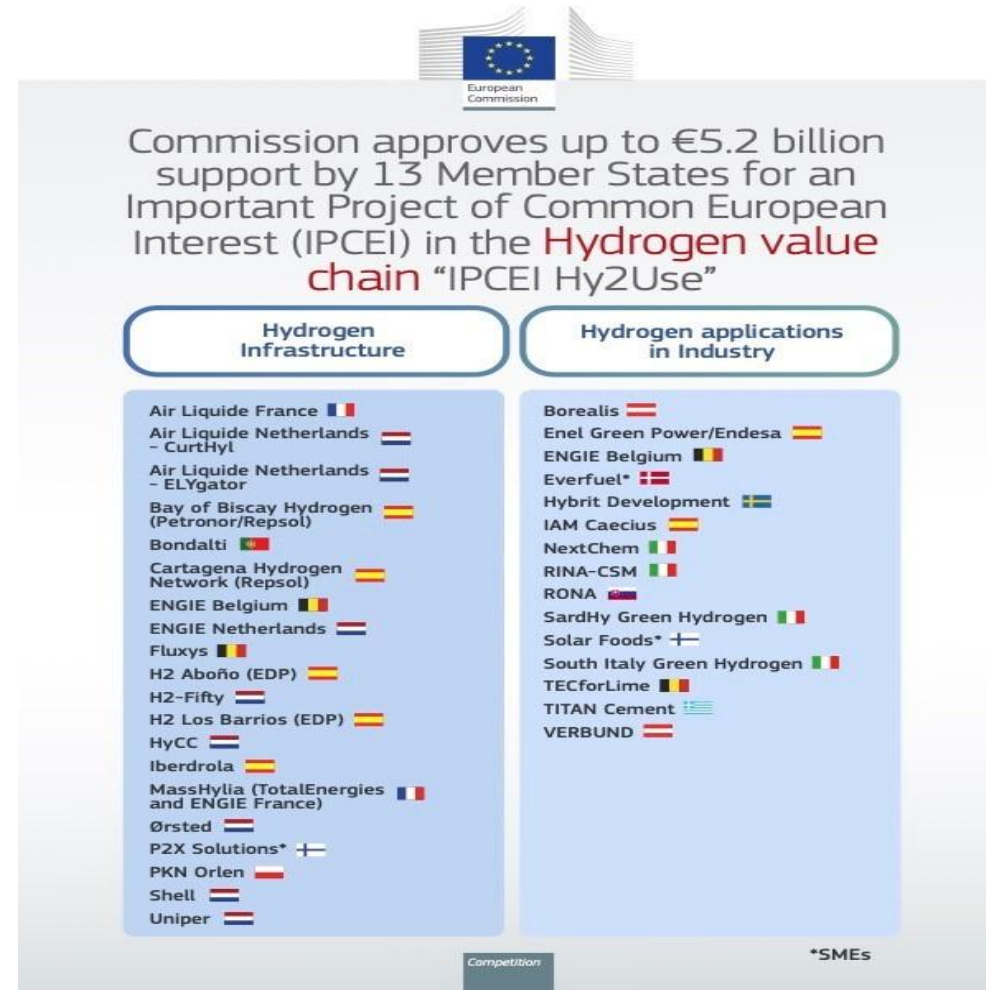 European
Commission
Commission approves up to €5.2 billion
support by 13 Member States for an
Important Project of Common European
Interest (IPCEI) in the Hydrogen value
chain “IPCEI Hy2Use”
Hydrogen
Infrastructure
Air Liquide France
Air Liquide Netherlands
– CurtHyl
Air Liquide Netherlands
– ELYgator
Bay of Biscay Hydrogen
(Petronor/Repsol)
Bondalti
Cartagena Hydrogen
Network (Repsol)
ENGIE Belgium
ENGIE Netherlands
Fluxys
H2 Aboño (EDP)
H2-Fifty
H2 Los Barrios (EDP)
HyCC
Iberdrola
MassHylia (TotalEnergies
and ENGIE France)
Ørsted
P2X Solutions*
PKN Orlen
Shell
Uniper
Hydrogen applications
in Industry
Borealis
Enel Green Power/Endesa
ENGIE Belgium
Everfuel*
Hybrit Development
IAM Caecius
NextChem
RINA-CSM
RONA
SardHy Green Hydrogen
Solar Foods*
South Italy Green Hydrogen
TECforLime
TITAN Cement
VERBUND
*SMEs
Competition